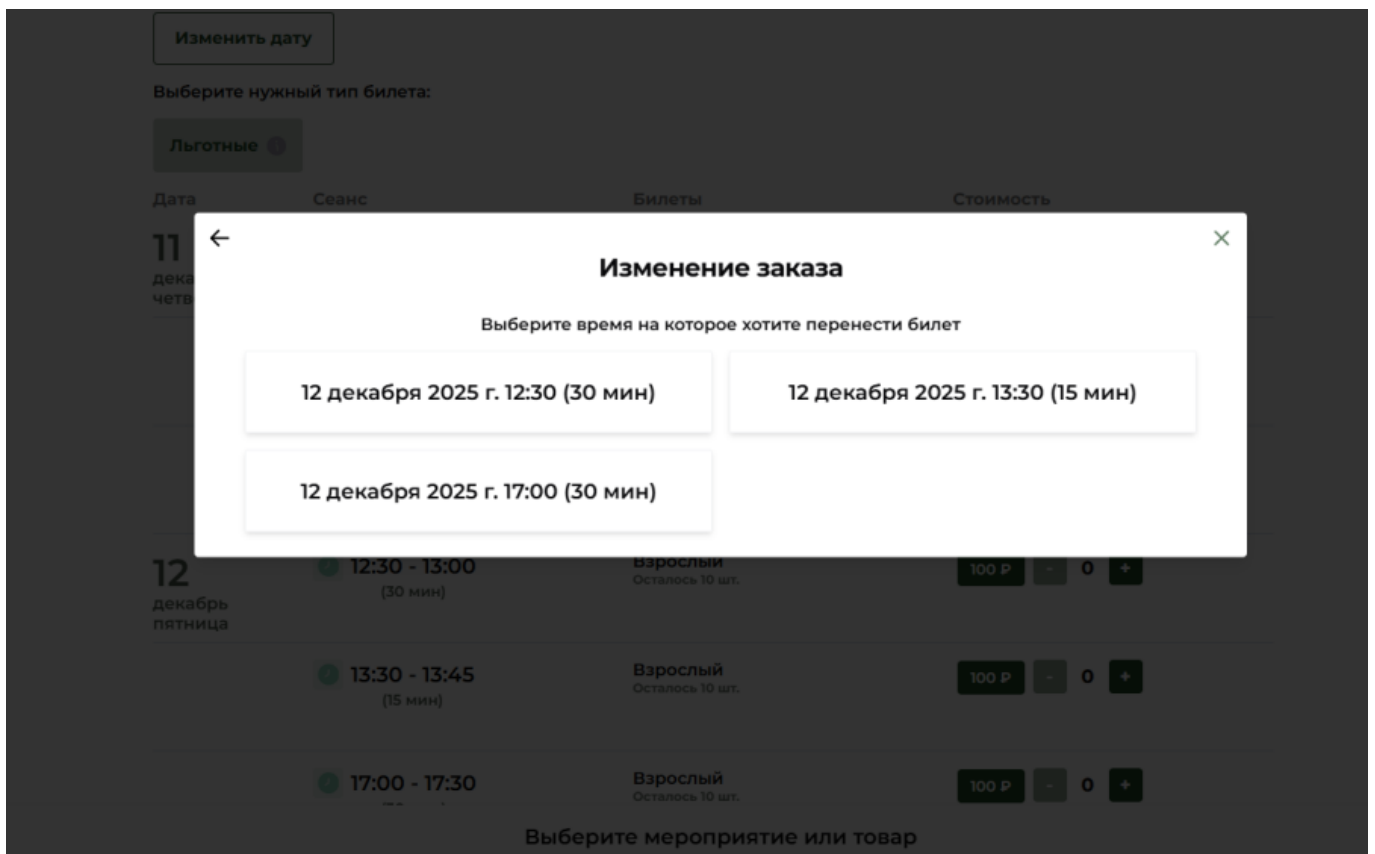 Изменить дату
Выберите нужный тип билета:
Льготные
Дата Сеанс Билеты Стоимость
11
дека
четв
Изменение заказа
Выберите время на которое хотите перенести билет
12 декабря 2025 г. 12:30 (30 мин) 12 декабря 2025 г. 13:30 (15 мин)
12 декабря 2025 г. 17:00 (30 мин)
12 12:30 - 13:00 Взрослый 100 ₽ - 0 +
(30 мин) Осталось 10 шт.
декабрь
пятница
13:30 - 13:45 Взрослый 100 ₽ - 0 +
(15 мин) Осталось 10 шт.
17:00 - 17:30 Взрослый 100 ₽ - 0 +
Осталось 10 шт.
Выберите мероприятие или товар